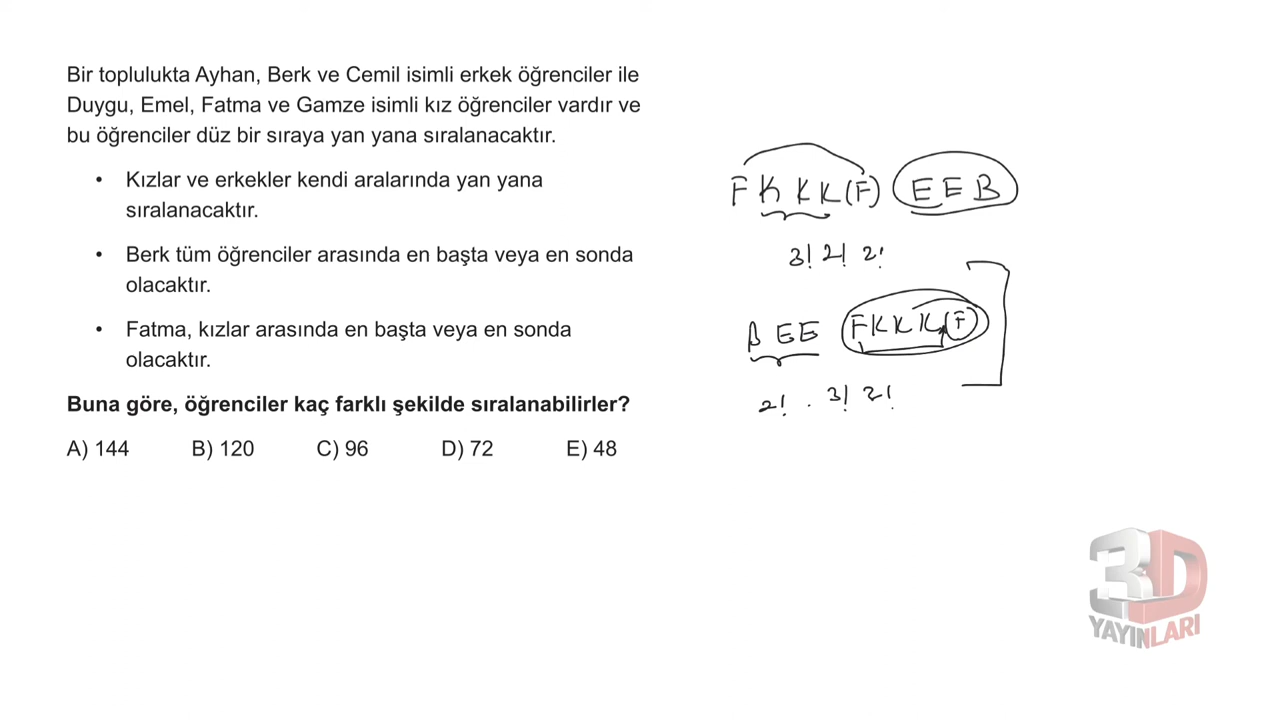 Bir toplulukta Ayhan, Berk ve Cemil isimli erkek öğrenciler ile
Duygu, Emel, Fatma ve Gamze isimli kız öğrenciler vardır ve
bu öğrenciler düz bir sıraya yan yana sıralanacaktır.
• Kızlar ve erkekler kendi aralarında yan yana
sıralanacaktır.
• Berk tüm öğrenciler arasında en başta veya en sonda
olacaktır.
• Fatma, kızlar arasında en başta veya en sonda
olacaktır.
Buna göre, öğrenciler kaç farklı şekilde sıralanabilirler?
A) 144 B) 120 C) 96 D) 72 E) 48
F K K K (F) E E B
3! 2! 2!
B E E F K K K (F)
2! . 3! 2!
3D
YAYINLARI